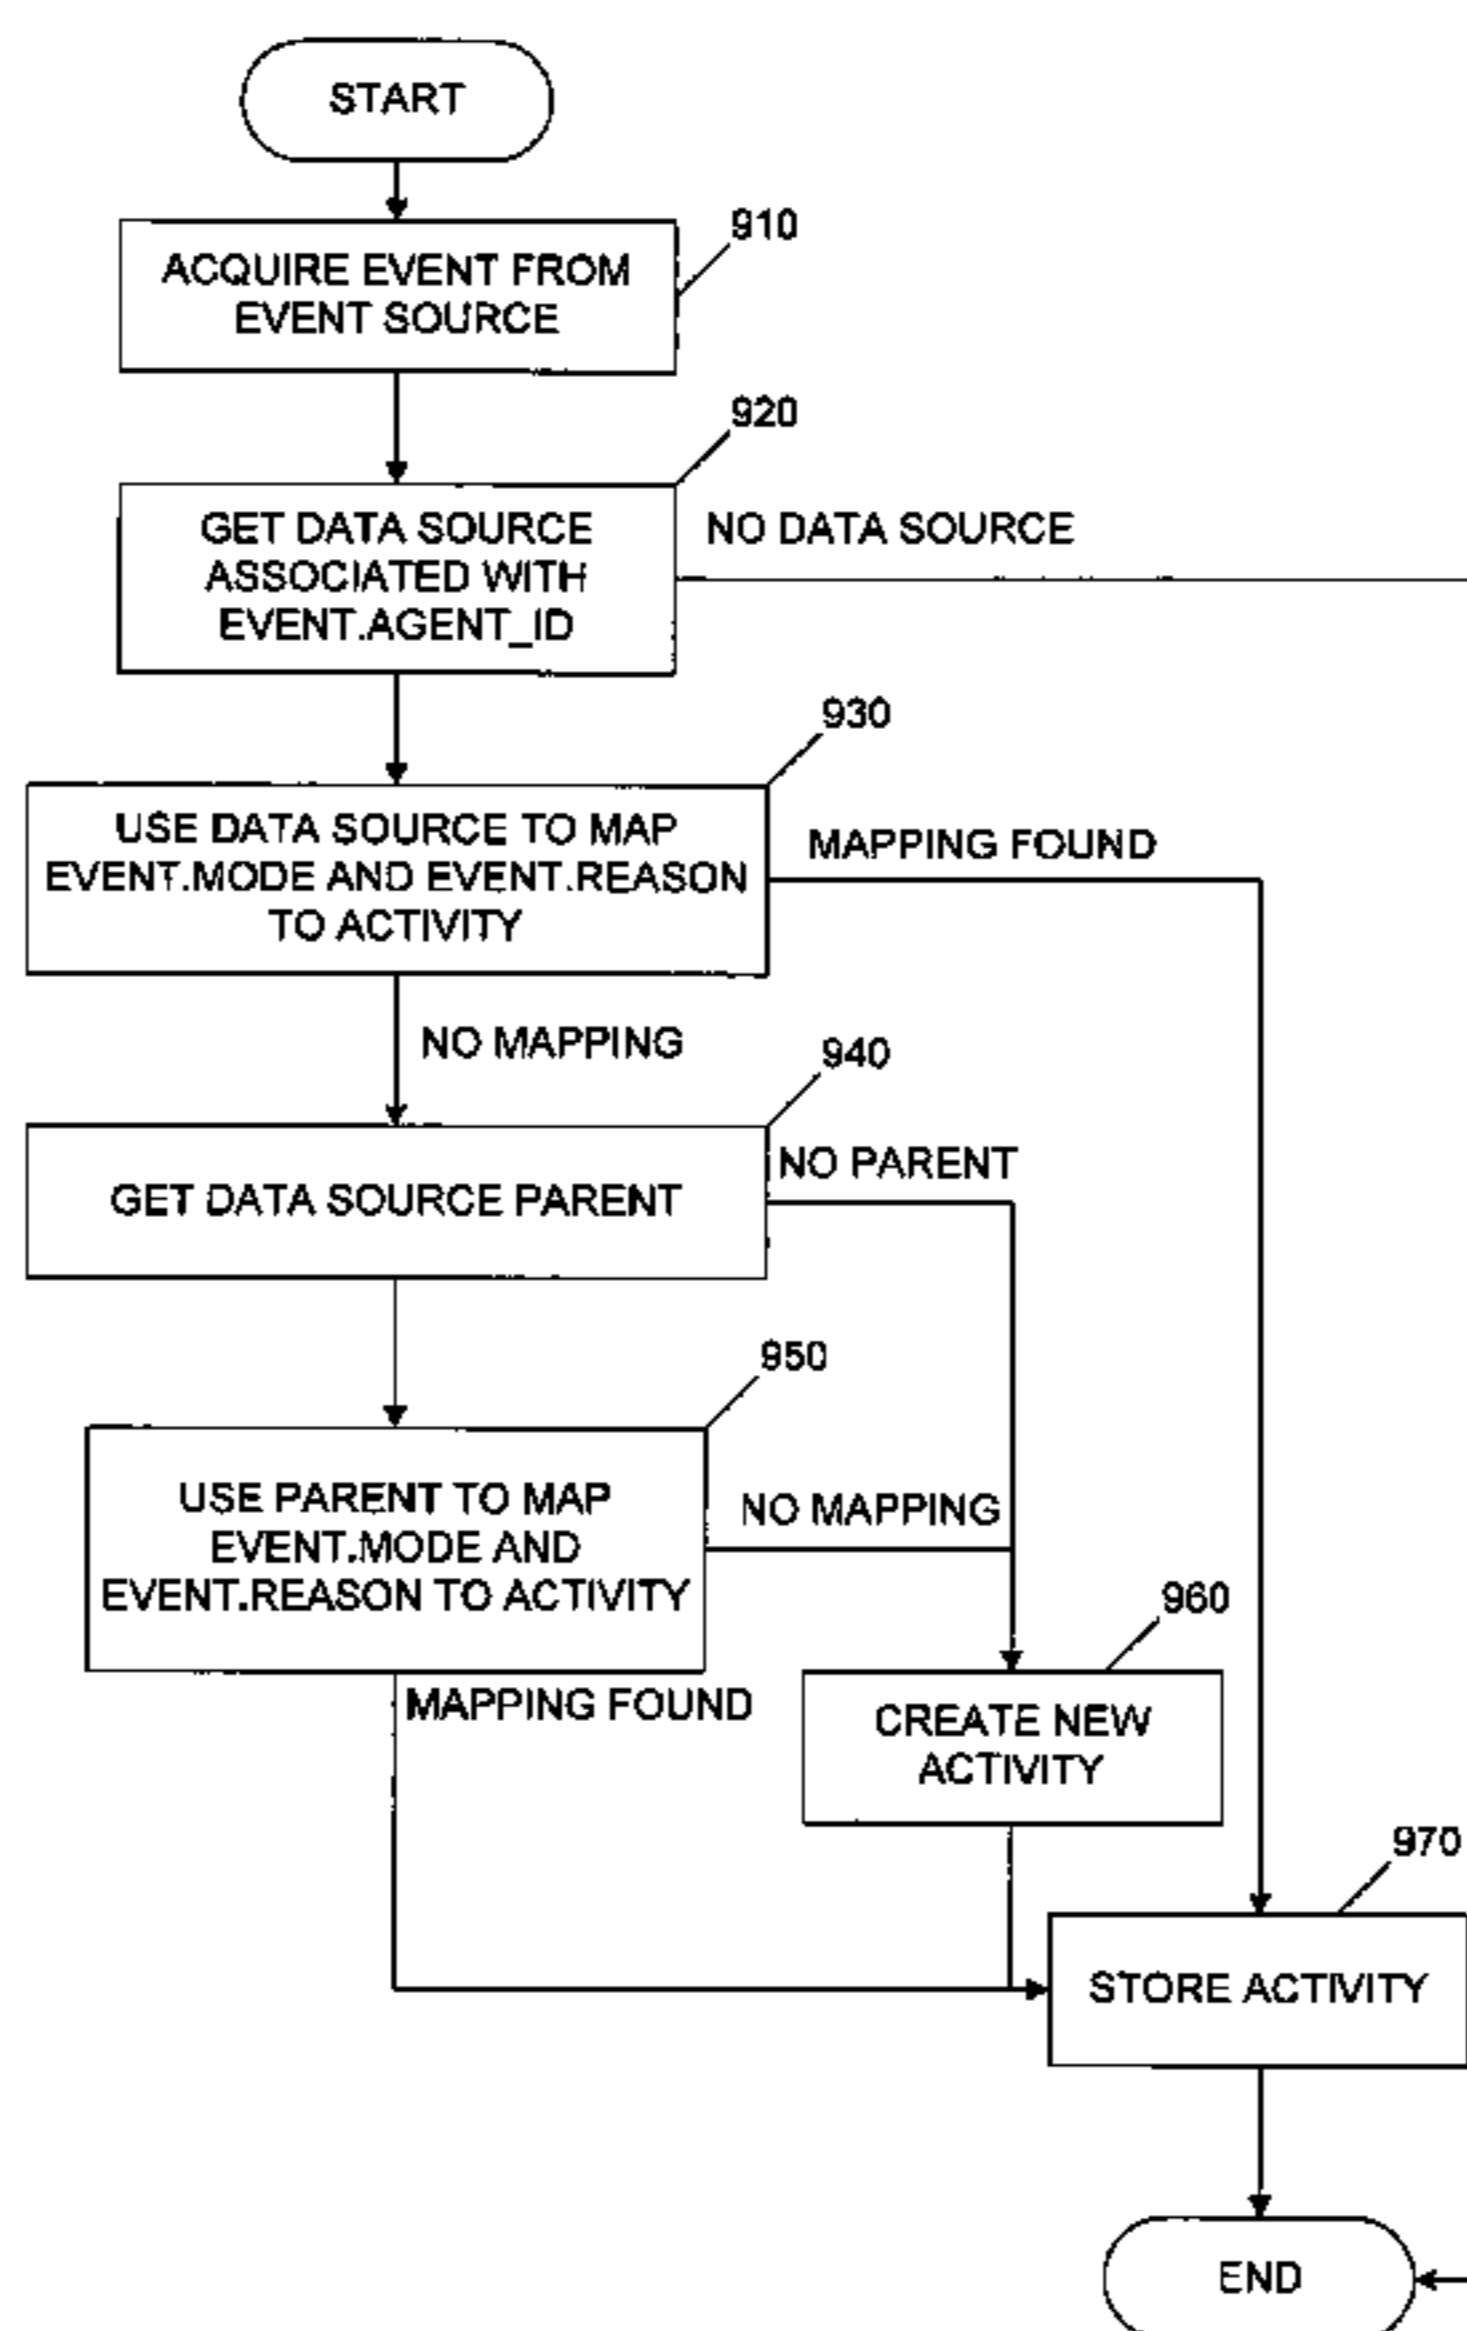 START
910
ACQUIRE EVENT FROM
EVENT SOURCE
920
GET DATA SOURCE
ASSOCIATED WITH
EVENT.AGENT_ID
NO DATA SOURCE
930
USE DATA SOURCE TO MAP
EVENT.MODE AND EVENT.REASON
TO ACTIVITY
MAPPING FOUND
NO MAPPING
940
GET DATA SOURCE PARENT
NO PARENT
950
USE PARENT TO MAP
EVENT.MODE AND
EVENT.REASON TO ACTIVITY
NO MAPPING
MAPPING FOUND
960
CREATE NEW
ACTIVITY
970
STORE ACTIVITY
END